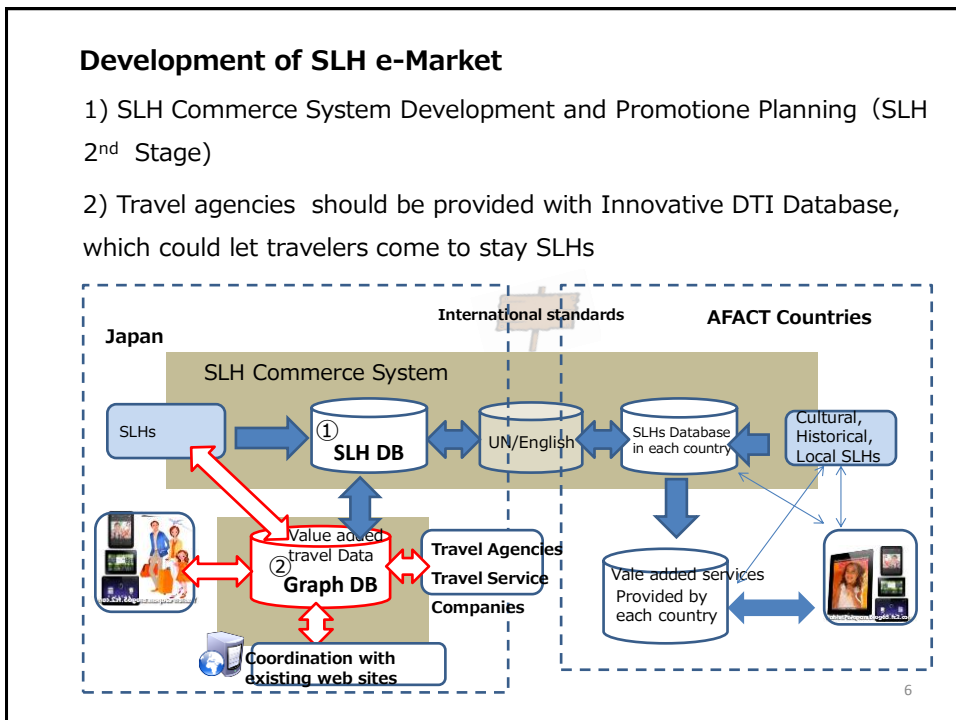 Development of SLH e-Market
1) SLH Commerce System Development and Promotione Planning（SLH
2nd Stage)
2) Travel agencies should be provided with Innovative DTI Database,
which could let travelers come to stay SLHs
International standards
AFACT Countries
Japan
SLH Commerce System
SLHs
①
SLH DB
UN/English
SLHs Database
in each country
Cultural,
Historical,
Local SLHs
Value added
travel Data
②
Graph DB
Travel Agencies
Travel Service
Companies
Vale added services
Provided by
each country
Coordination with
existing web sites
6